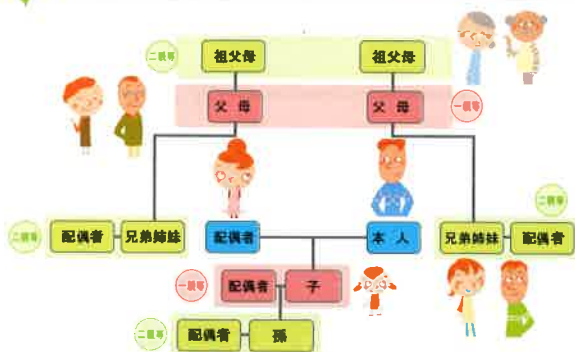 二親等 祖父母 祖父母
父母 父母 一親等
二親等
二親等 配偶者 兄弟姉妹 配偶者 本人 兄弟姉妹 配偶者
一親等 配偶者 子
二親等 配偶者 孫